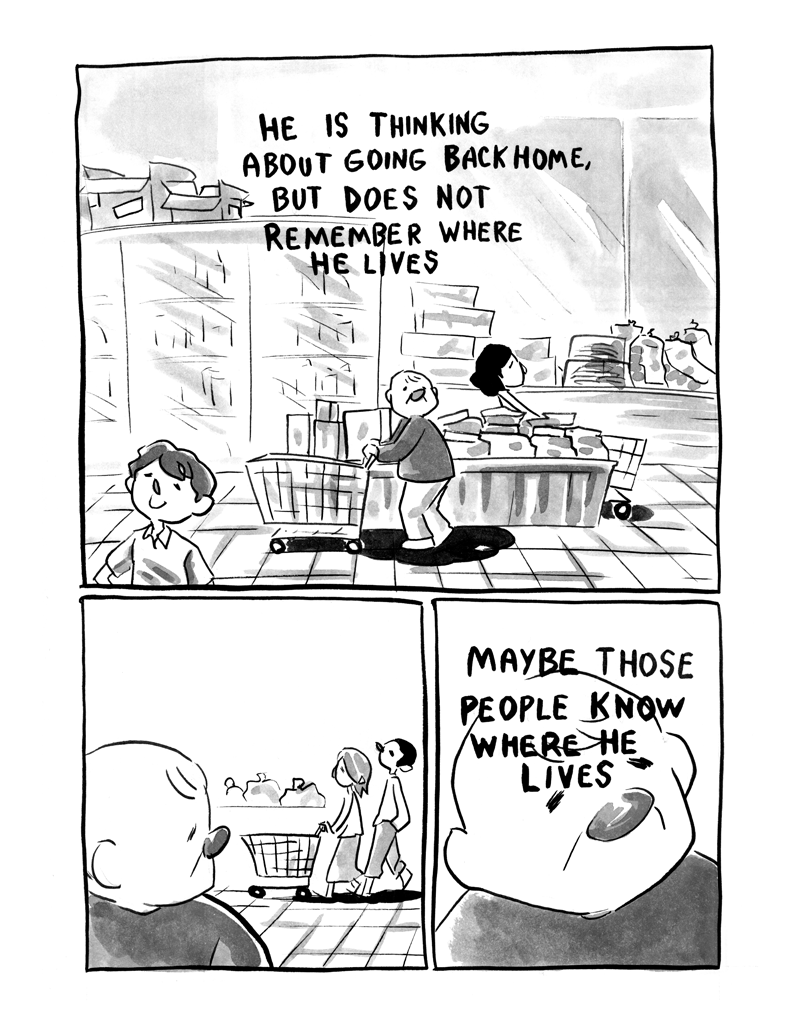 HE IS THINKING
ABOUT GOING BACK HOME,
BUT DOES NOT
REMEMBER WHERE
HE LIVES
MAYBE THOSE
PEOPLE KNOW
WHERE HE
LIVES